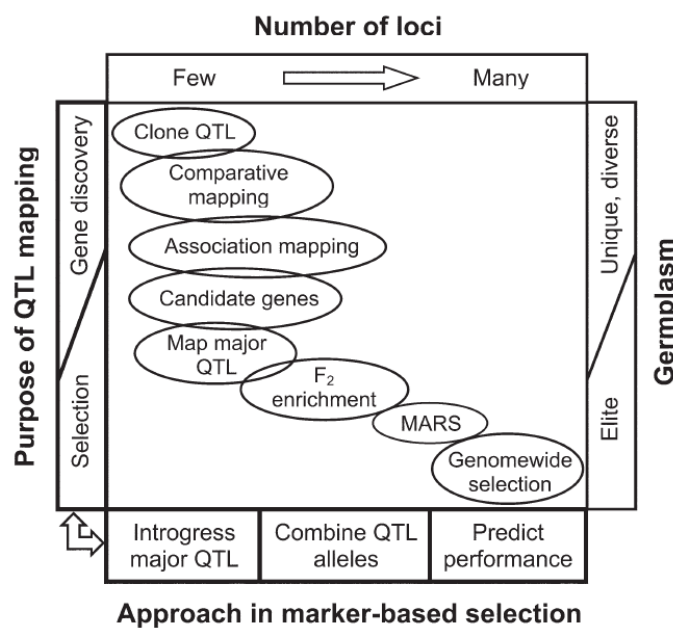 Number of loci
Few
Many
Purpose of QTL mapping
Gene discovery
Selection
Clone QTL
Comparative
mapping
Association mapping
Candidate genes
Map major
QTL
F₂
enrichment
MARS
Genomewide
selection
Unique, diverse
Elite
Germplasm
Introgress
major QTL
Combine QTL
alleles
Predict
performance
Approach in marker-based selection